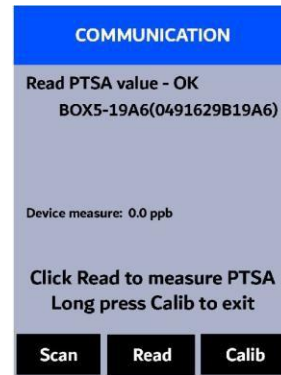 COMMUNICATION
Read PTSA value - OK
BOX5-19A6(0491629B19A6)
Device measure: 0.0 ppb
Click Read to measure PTSA
Long press Calib to exit
Scan Read Calib